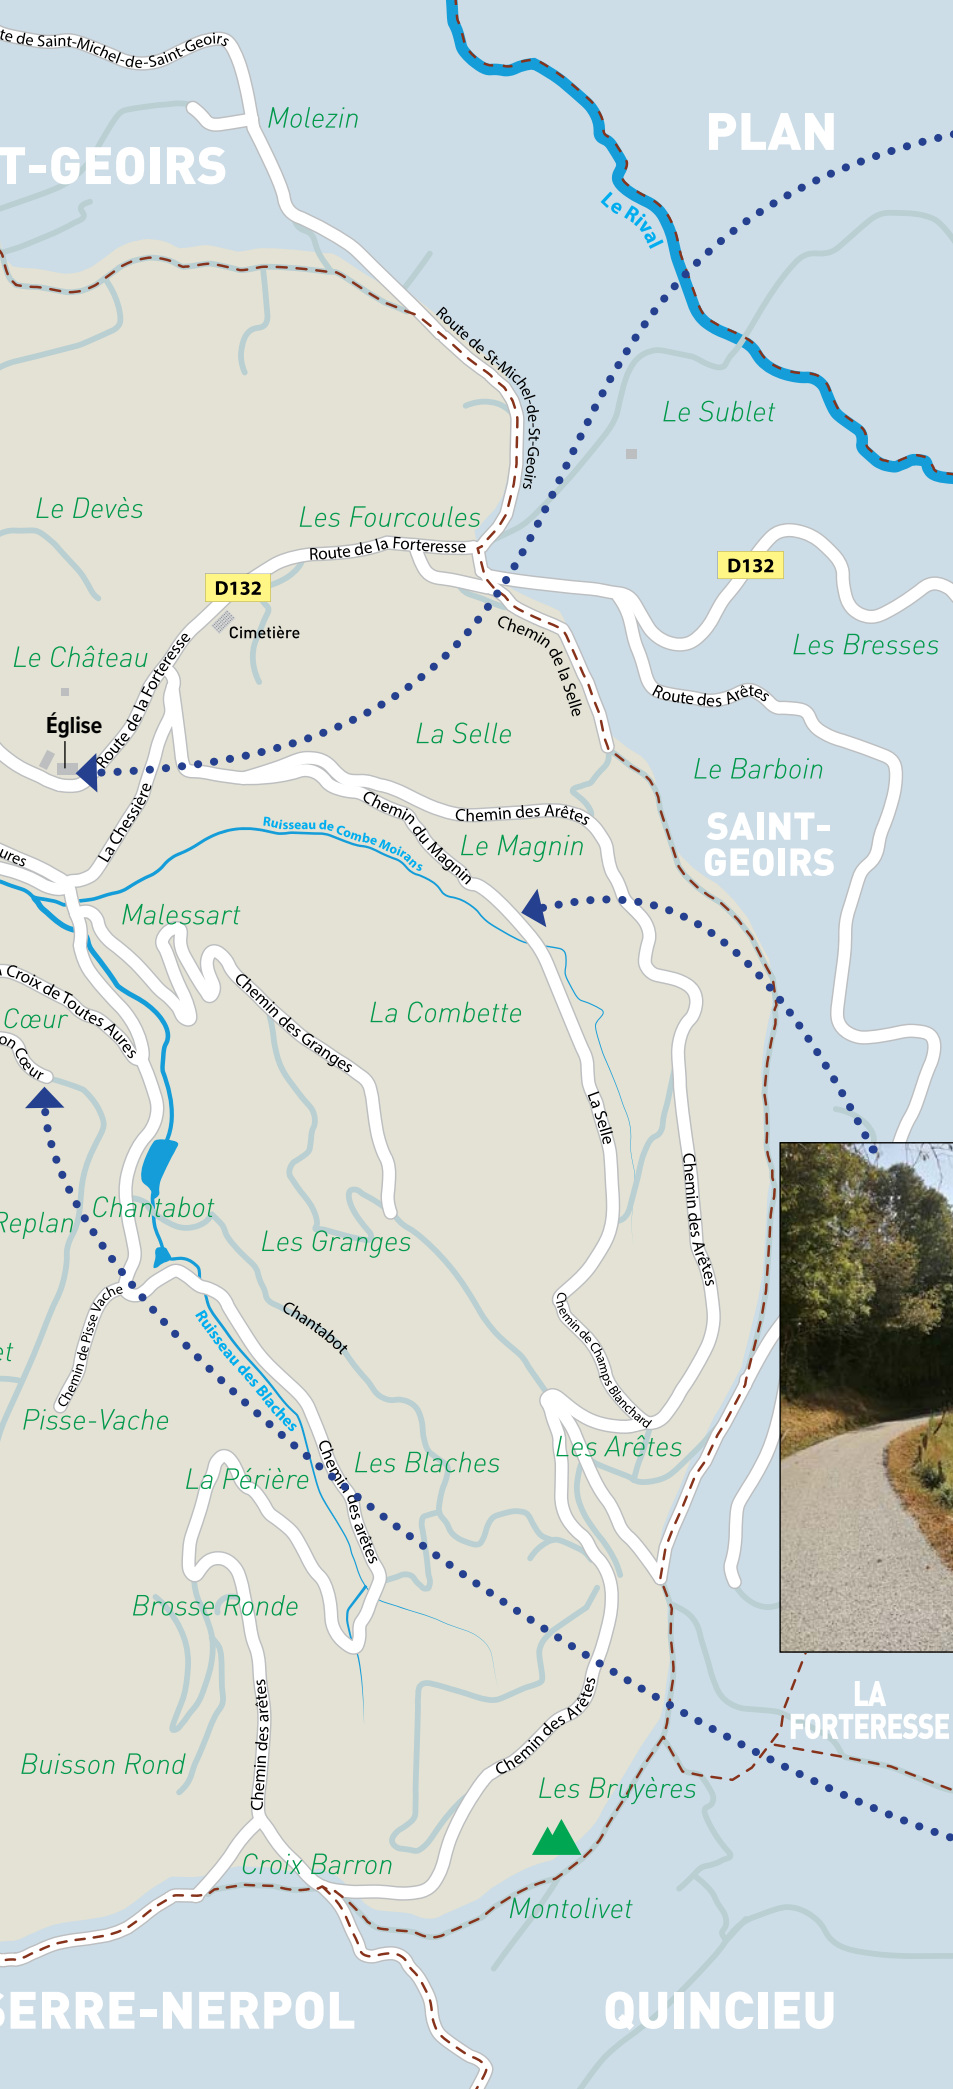 te de Saint-Michel-de-Saint-Geoirs
Molezin
PLAN
T-GEOIRS
Le Rival
Route de St-Michel-de-St-Geoirs
Le Sublet
Le Devès
Les Fourcoules
Route de la Forteresse
D132
D132
Cimetière
Chemin de la Selle
Les Bresses
Le Château
Route de la Forteresse
Route des Arêtes
Église
La Selle
Le Barboin
La Chessière
Chemin du Magnin
Chemin des Arêtes
Ruisseau de Combe Moirans
Le Magnin
SAINT-
GEOIRS
ures
Malessart
Croix de Toutes Aures
Chemin des Granges
La Combette
Cœur
on Cœur
La Selle
Chemin des Arêtes
Chantabot
Replan
Les Granges
Chemin de Pisse Vache
Chantabot
Chemin de Champs Blanchard
Ruisseau des Blaches
et
Pisse-Vache
Les Arêtes
Les Blaches
La Périère
Chemin des arêtes
Brosse Ronde
Chemin des arêtes
Chemin des Arêtes
LA
FORTERESSE
Buisson Rond
Les Bruyères
Croix Barron
Montolivet
SERRE-NERPOL
QUINCIEU